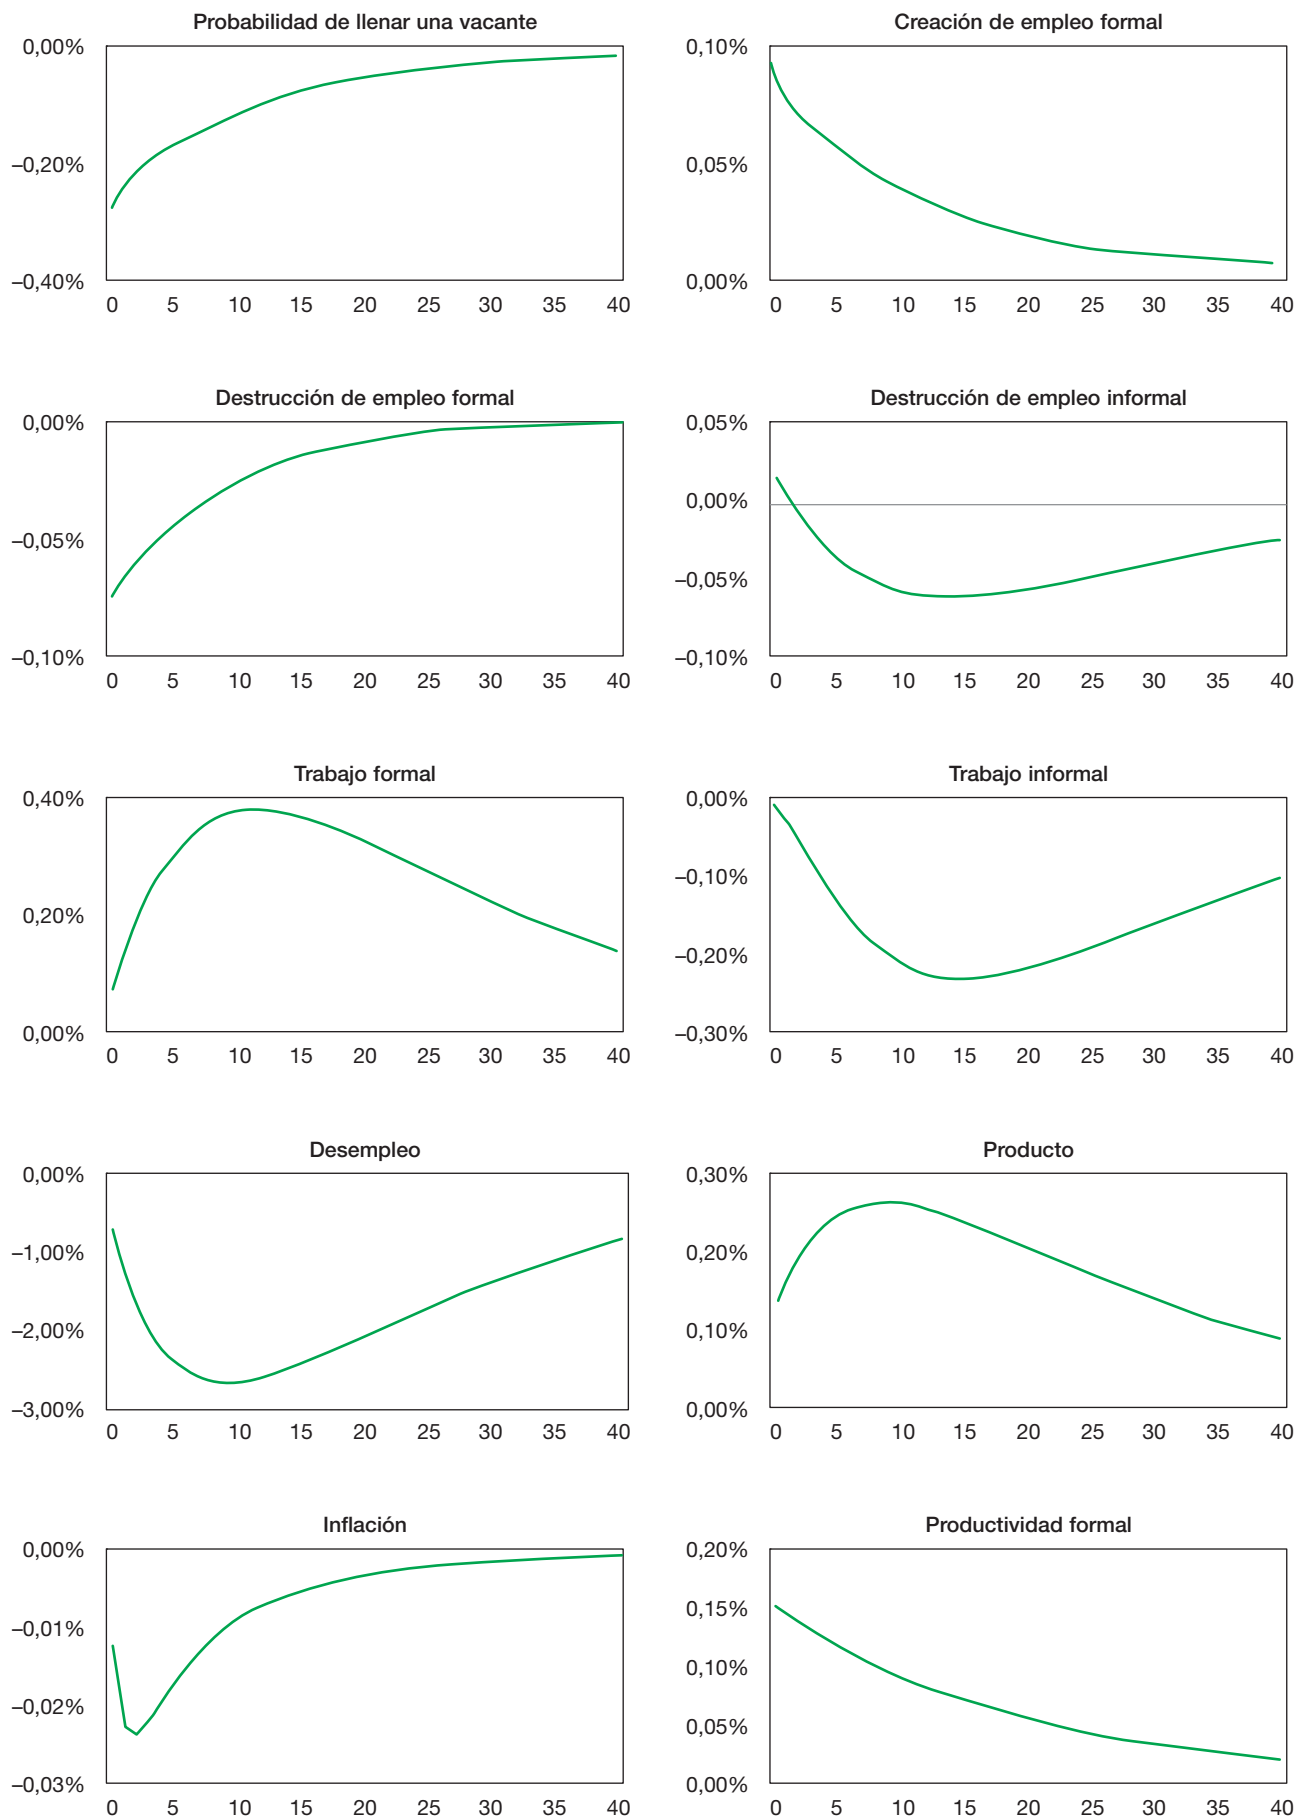 Probabilidad de llenar una vacante
0,00%
–0,20%
–0,40%
0 5 10 15 20 25 30 35 40
Creación de empleo formal
0,10%
0,05%
0,00%
0 5 10 15 20 25 30 35 40
Destrucción de empleo formal
0,00%
–0,05%
–0,10%
0 5 10 15 20 25 30 35 40
Destrucción de empleo informal
0,05%
0,00%
–0,05%
–0,10%
0 5 10 15 20 25 30 35 40
Trabajo formal
0,40%
0,20%
0,00%
0 5 10 15 20 25 30 35 40
Trabajo informal
0,00%
–0,10%
–0,20%
–0,30%
0 5 10 15 20 25 30 35 40
Desempleo
0,00%
–1,00%
–2,00%
–3,00%
0 5 10 15 20 25 30 35 40
Producto
0,30%
0,20%
0,10%
0,00%
0 5 10 15 20 25 30 35 40
Inflación
0,00%
–0,01%
–0,02%
–0,03%
0 5 10 15 20 25 30 35 40
Productividad formal
0,20%
0,15%
0,10%
0,05%
0,00%
0 5 10 15 20 25 30 35 40